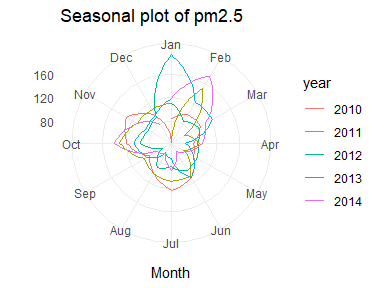 Seasonal plot of pm2.5
Jan
Feb
Mar
Apr
May
Jun
Jul
Aug
Sep
Oct
Nov
Dec
160
120
80
Month
year
2010
2011
2012
2013
2014